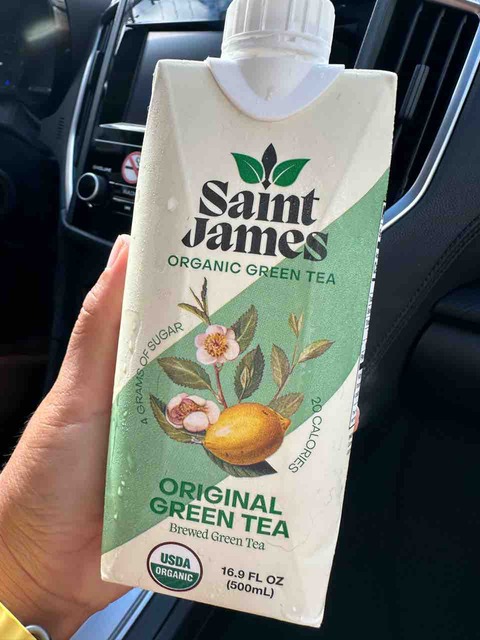 Saint
James
ORGANIC GREEN TEA
4 GRAMS OF SUGAR
20 CALORIES
ORIGINAL
GREEN TEA
Brewed Green Tea
USDA
ORGANIC
16.9 FL OZ
(500mL)